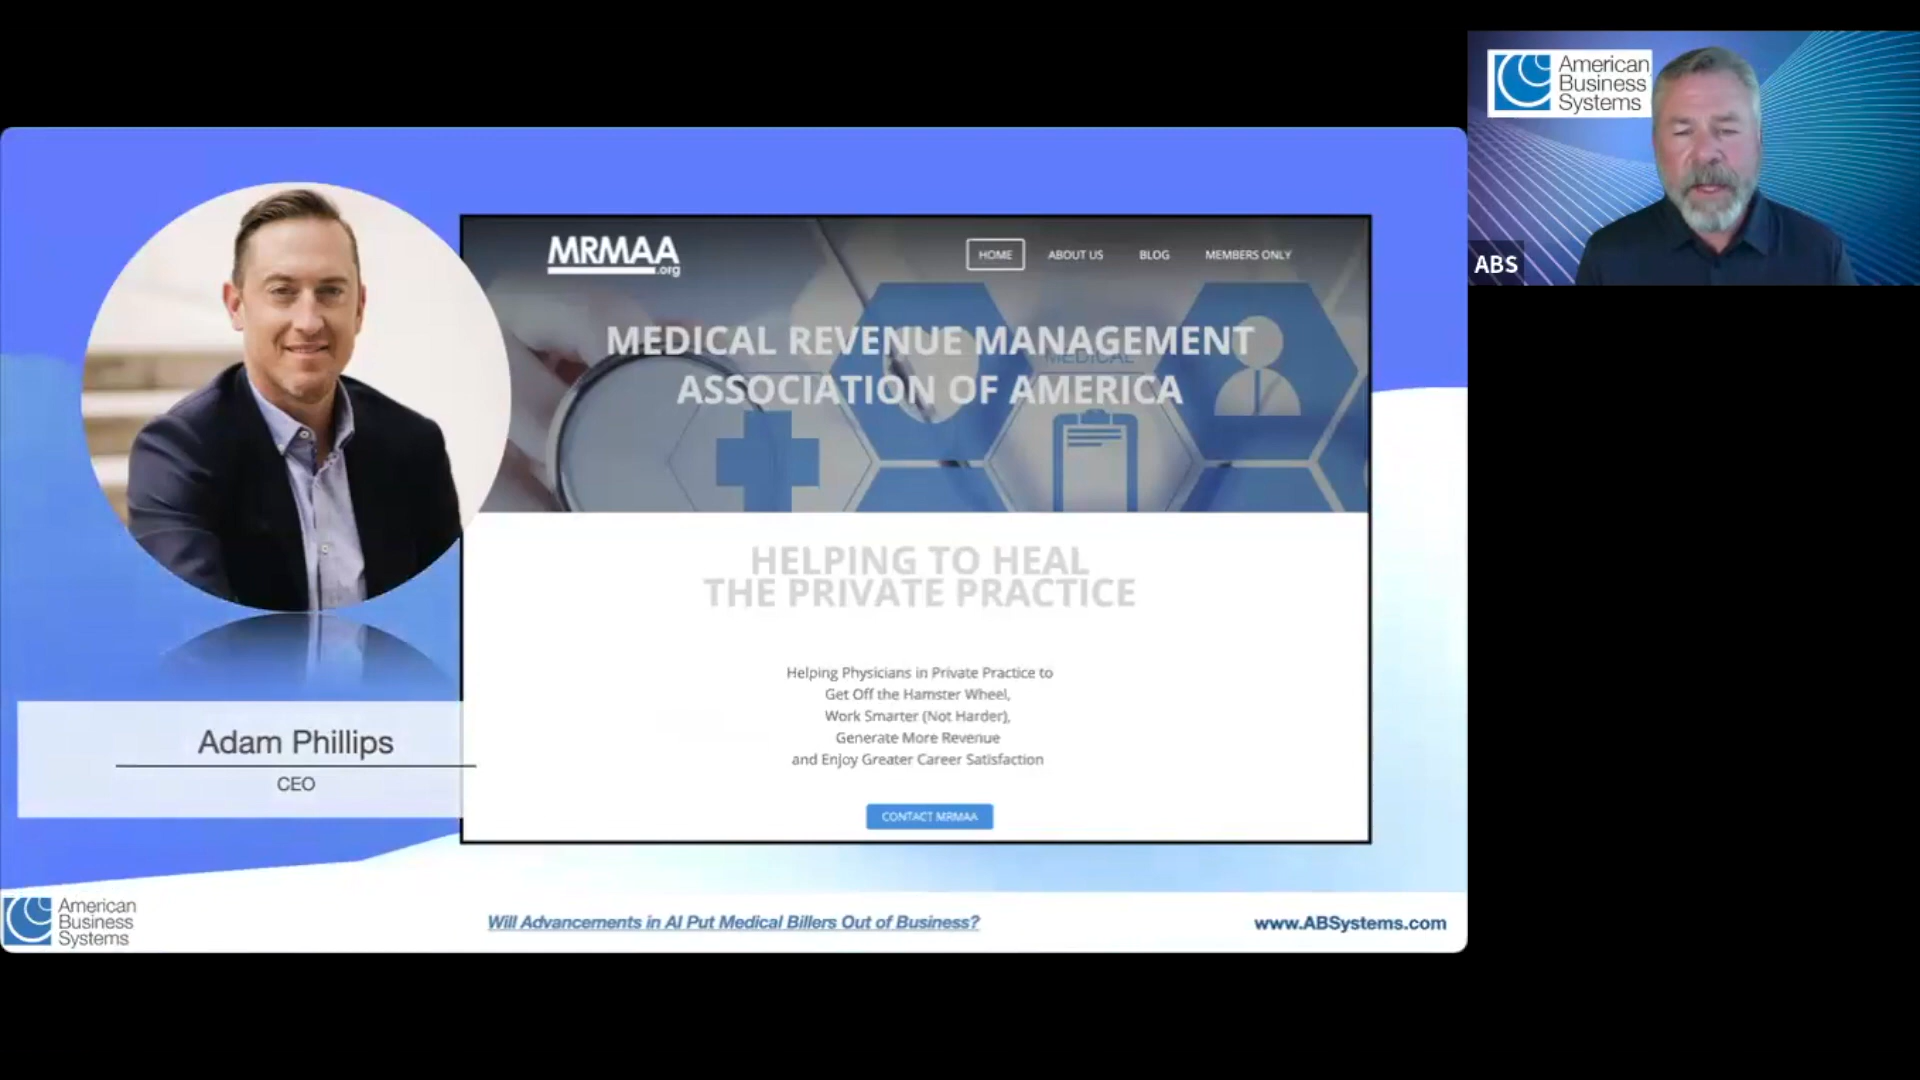 American
Business
Systems
ABS
MRMAA
.org
HOME
ABOUT US
BLOG
MEMBERS ONLY
MEDICAL REVENUE MANAGEMENT
MEDICAL
ASSOCIATION OF AMERICA
HELPING TO HEAL
THE PRIVATE PRACTICE
Helping Physicians in Private Practice to
Get Off the Hamster Wheel,
Work Smarter (Not Harder),
Generate More Revenue
and Enjoy Greater Career Satisfaction
CONTACT MRMAA
Adam Phillips
CEO
American
Business
Systems
Will Advancements in AI Put Medical Billers Out of Business?
www.ABSystems.com